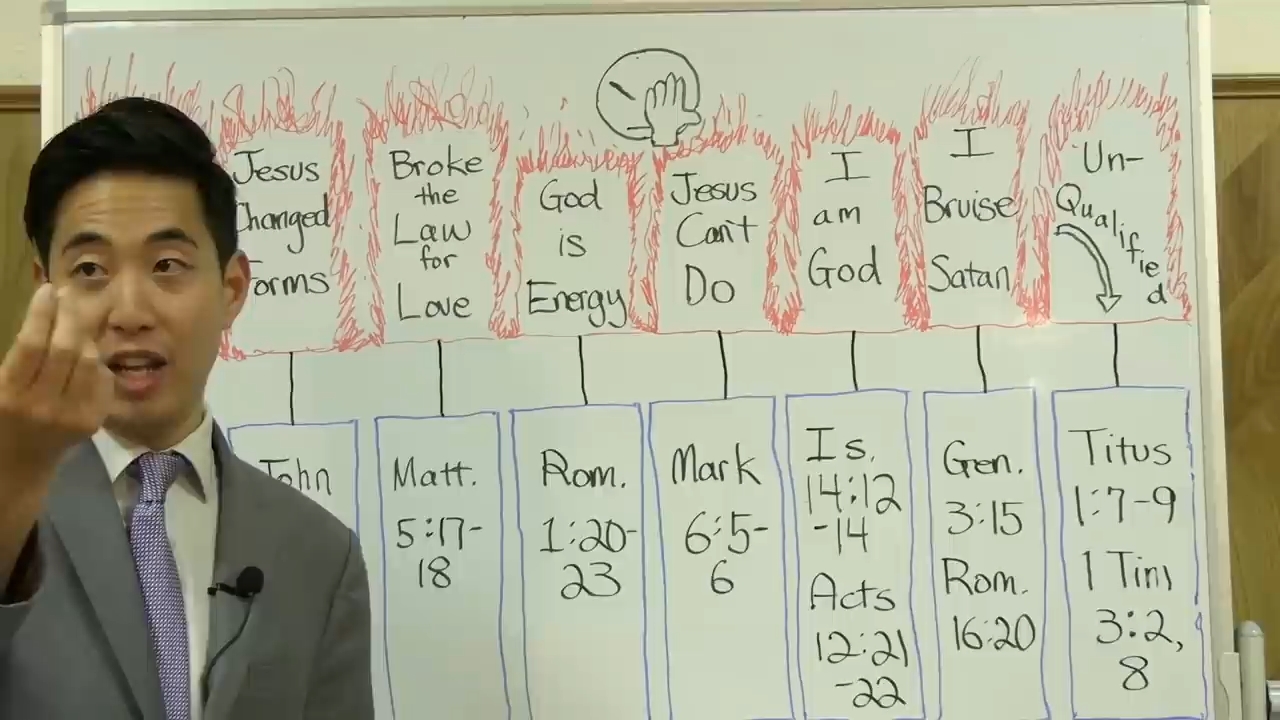 Jesus
Changed
Forms
Broke
the
Law
for
Love
God
is
Energy
Jesus
Can't
Do
I
am
God
I
Bruise
Satan
Un-
Qualified
John
Matt.
5:17-
18
Rom.
1:20-
23
Mark
6:5-
6
Is.
14:12
-14
Acts
12:21
-22
Gen.
3:15
Rom.
16:20
Titus
1:7-9
1 Tim
3:2,
8